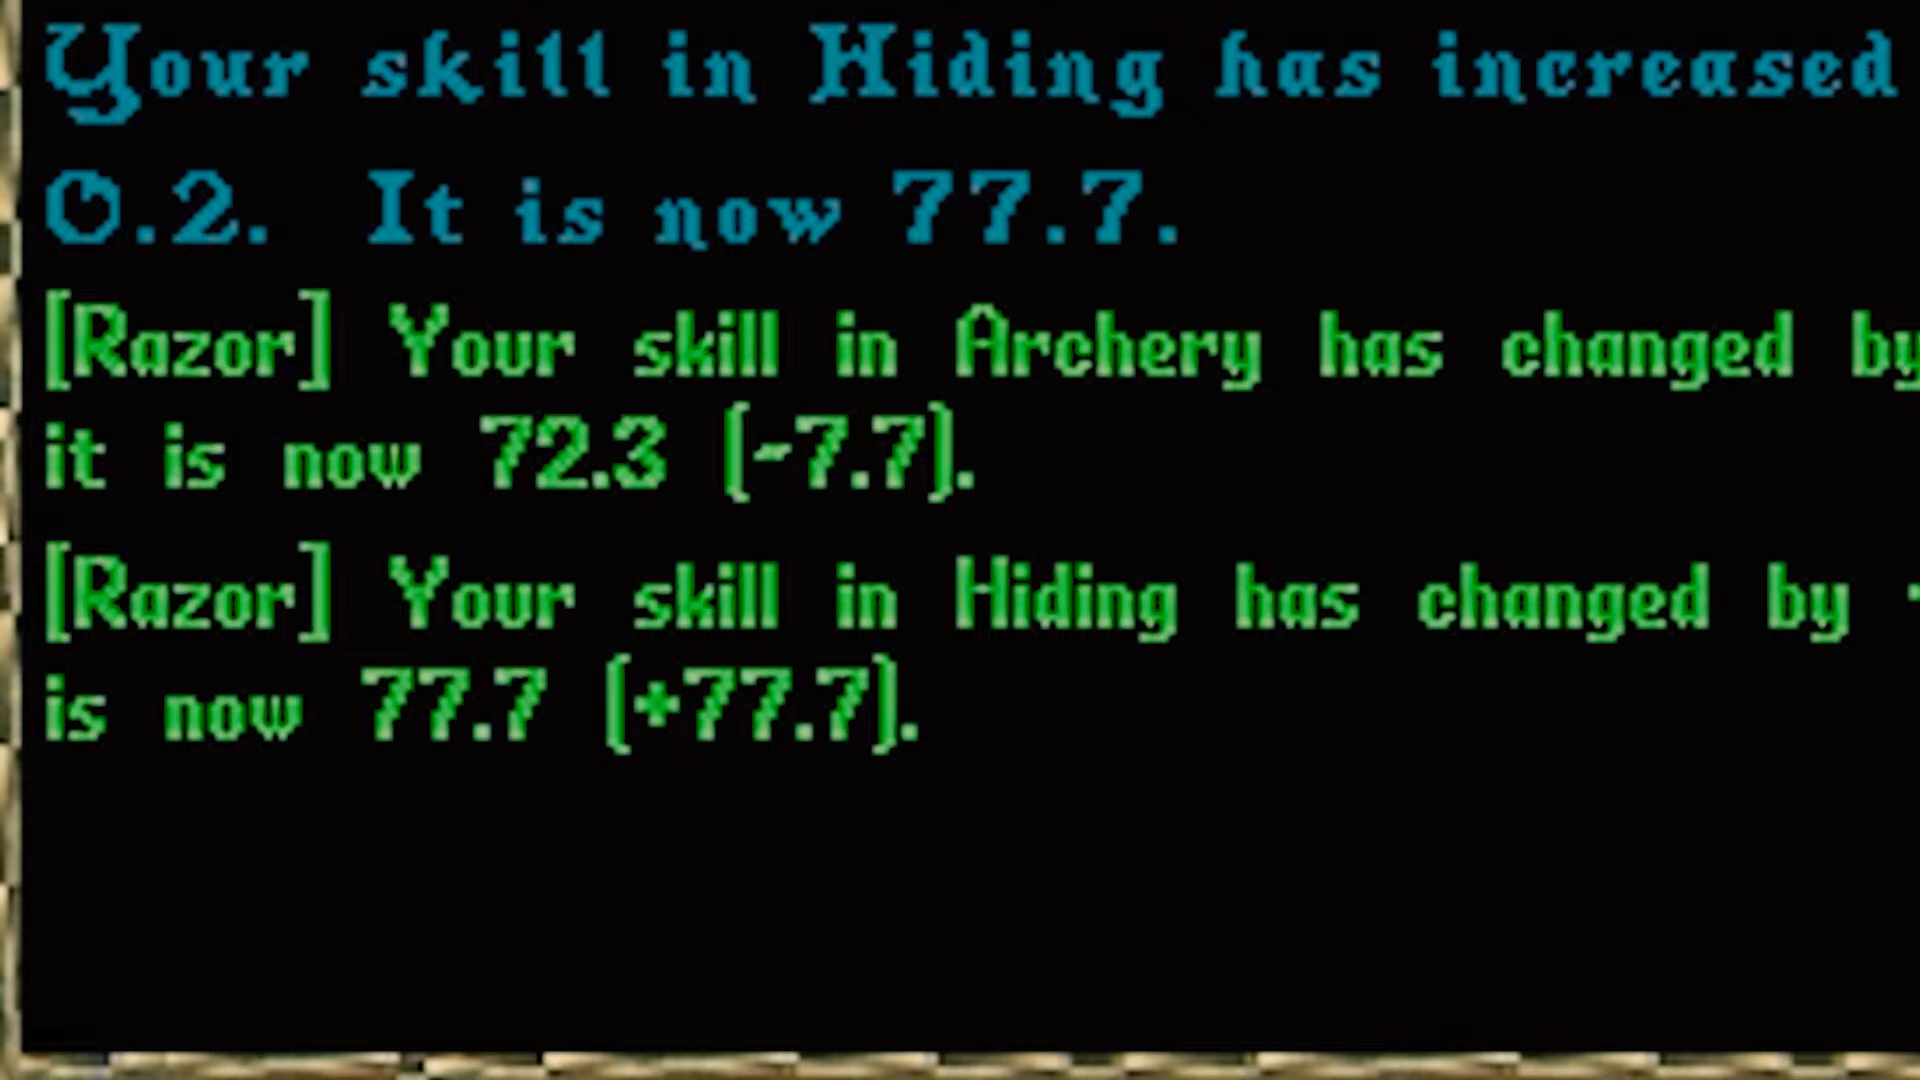 Your skill in Hiding has increased
0.2. It is now 77.7.
[Razor] Your skill in Archery has changed by
it is now 72.3 (-7.7).
[Razor] Your skill in Hiding has changed by
is now 77.7 (+77.7).